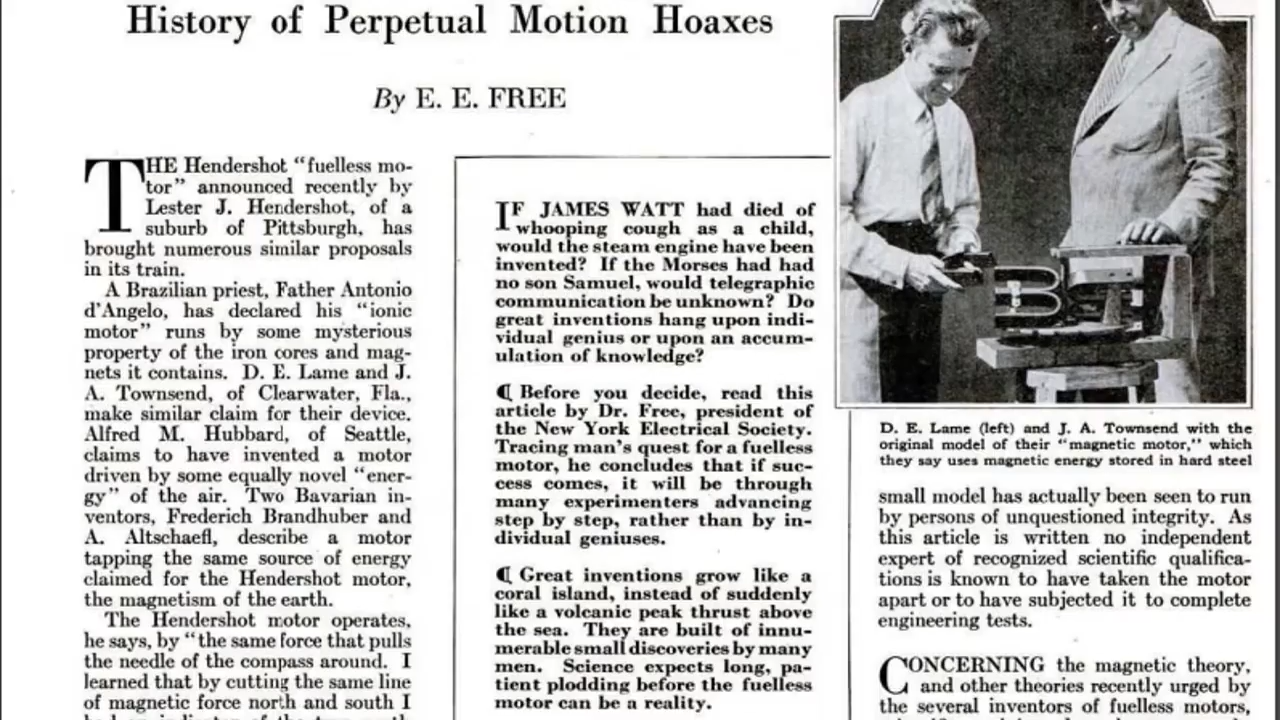 History of Perpetual Motion Hoaxes
By E. E. FREE
THE Hendershot "fuelless mo-
tor" announced recently by
Lester J. Hendershot, of a
suburb of Pittsburgh, has
brought numerous similar proposals
in its train.
A Brazilian priest, Father Antonio
d'Angelo, has declared his "ionic
motor" runs by some mysterious
property of the iron cores and mag-
nets it contains. D. E. Lame and J.
A. Townsend, of Clearwater, Fla.,
make similar claim for their device.
Alfred M. Hubbard, of Seattle,
claims to have invented a motor
driven by some equally novel "ener-
gy" of the air. Two Bavarian in-
ventors, Frederich Brandhuber and
A. Altschaefl, describe a motor
tapping the same source of energy
claimed for the Hendershot motor,
the magnetism of the earth.
The Hendershot motor operates,
he says, by "the same force that pulls
the needle of the compass around. I
learned that by cutting the same line
of magnetic force north and south I
IF JAMES WATT had died of
whooping cough as a child,
would the steam engine have been
invented? If the Morses had had
no son Samuel, would telegraphic
communication be unknown? Do
great inventions hang upon indi-
vidual genius or upon an accum-
ulation of knowledge?
¶ Before you decide, read this
article by Dr. Free, president of
the New York Electrical Society.
Tracing man's quest for a fuelless
motor, he concludes that if suc-
cess comes, it will be through
many experimenters advancing
step by step, rather than by in-
dividual geniuses.
¶ Great inventions grow like a
coral island, instead of suddenly
like a volcanic peak thrust above
the sea. They are built of innu-
merable small discoveries by many
men. Science expects long, pa-
tient plodding before the fuelless
motor can be a reality.
D. E. Lame (left) and J. A. Townsend with the
original model of their "magnetic motor," which
they say uses magnetic energy stored in hard steel
small model has actually been seen to run
by persons of unquestioned integrity. As
this article is written no independent
expert of recognized scientific qualifica-
tions is known to have taken the motor
apart or to have subjected it to complete
engineering tests.
CONCERNING the magnetic theory,
and other theories recently urged by
the several inventors of fuelless motors,